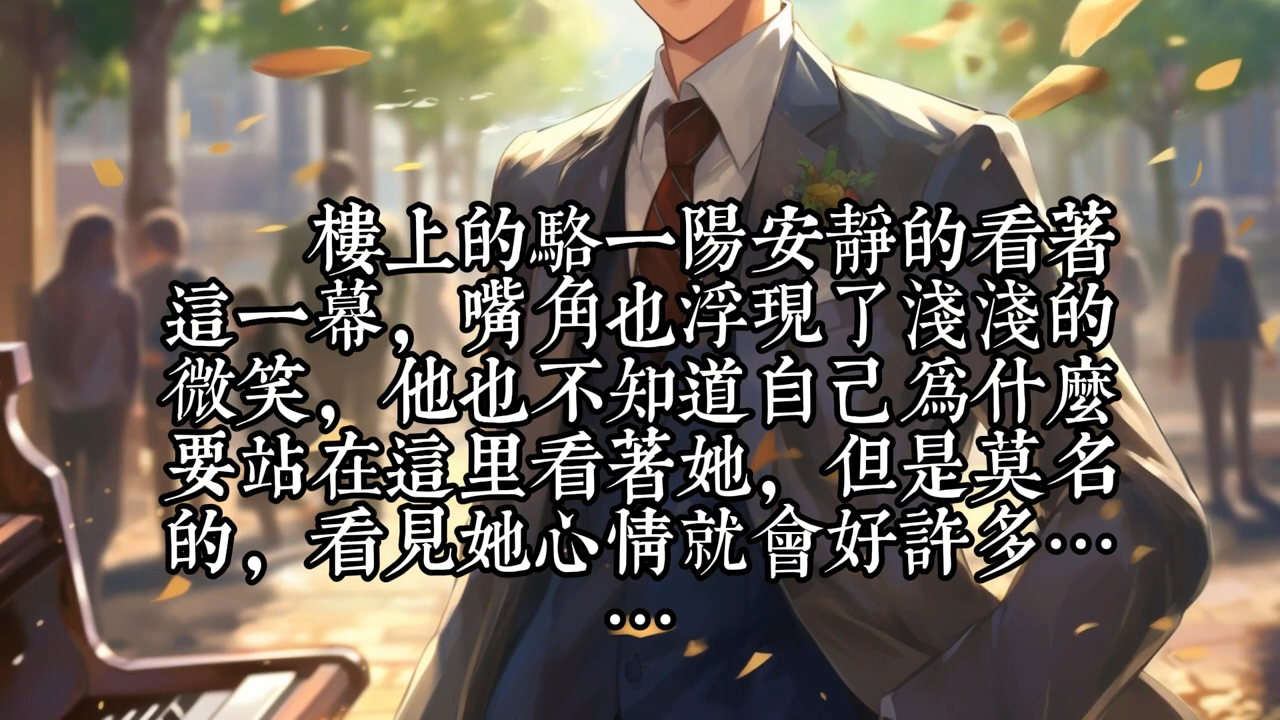 樓上的駱一陽安靜的看著
這一幕，嘴角也浮現了淺淺的
微笑，他也不知道自己爲什麼
要站在這里看著她，但是莫名
的，看見她心情就會好許多…
…